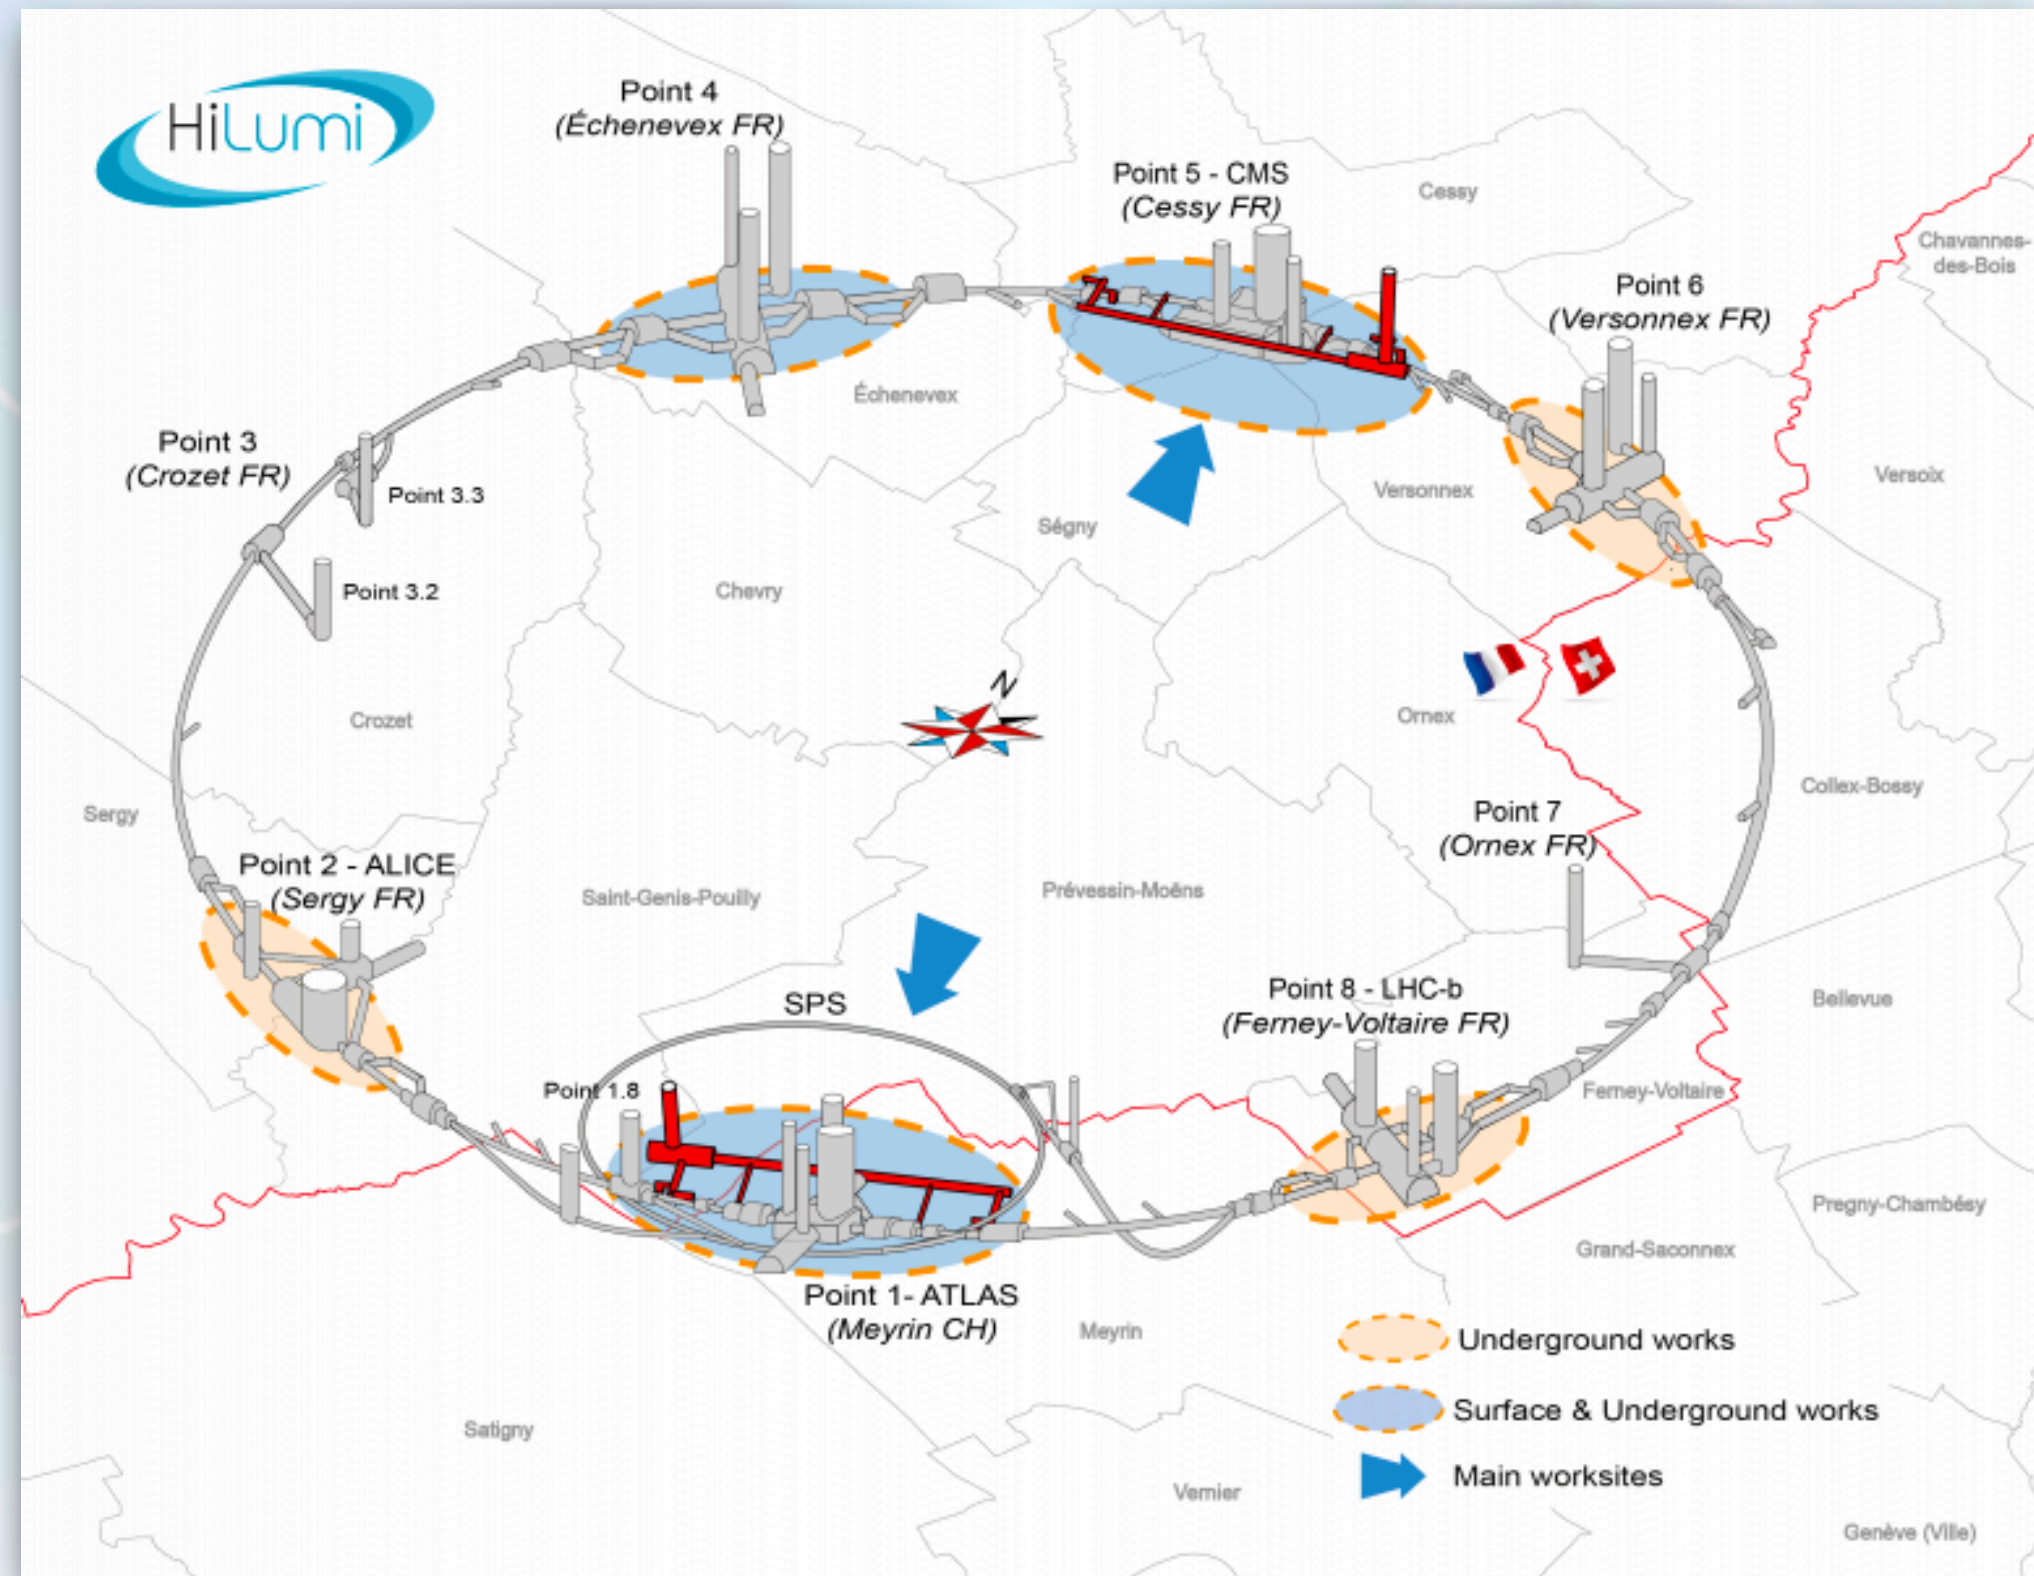 HiLumi
Point 4
(Échenevex FR)
Point 5 - CMS
(Cessy FR)
Cessy
Chavannes-
des-Bois
Point 6
(Versonnex FR)
Échenevex
Point 3
(Crozet FR)
Point 3.3
Versonnex
Versoix
Ségny
Point 3.2
Chevry
N
Crozet
Ornex
Collex-Bossy
Sergy
Point 7
(Ornex FR)
Point 2 - ALICE
(Sergy FR)
Saint-Genis-Pouilly
Prévessin-Moëns
SPS
Point 8 - LHC-b
(Ferney-Voltaire FR)
Bellevue
Point 1.8
Ferney-Voltaire
Pregny-Chambésy
Grand-Saconnex
Point 1- ATLAS
(Meyrin CH)
Meyrin
Underground works
Surface & Underground works
Satigny
Main worksites
Vernier
Genève (Ville)